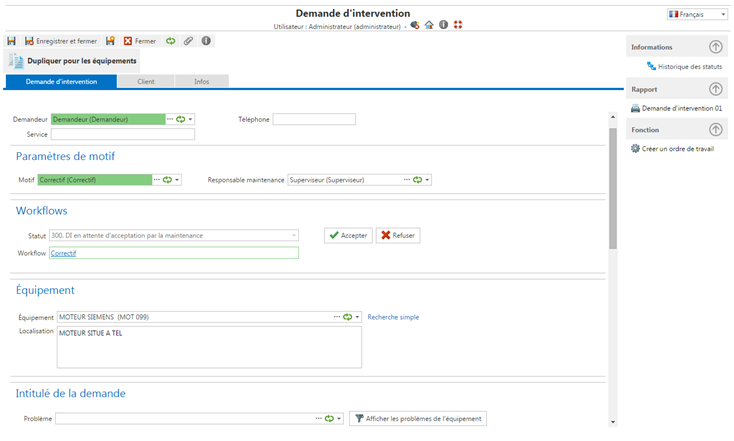 Demande d'intervention
Utilisateur : Administrateur (administrateur)
Français
Enregistrer et fermer
Fermer
Dupliquer pour les équipements
Demande d'intervention
Client
Infos
Demandeur Demandeur (Demandeur)
Téléphone
Service
Paramètres de motif
Motif Correctif (Correctif)
Responsable maintenance Superviseur (Superviseur)
Workflows
Statut 300. DI en attente d'acceptation par la maintenance
Accepter
Refuser
Workflow Correctif
Équipement
Équipement MOTEUR SIEMENS (MOT 099)
Recherche simple
Localisation MOTEUR SITUE A TEL
Intitulé de la demande
Problème
Afficher les problèmes de l'équipement
Informations
Historique des statuts
Rapport
Demande d'intervention 01
Fonction
Créer un ordre de travail